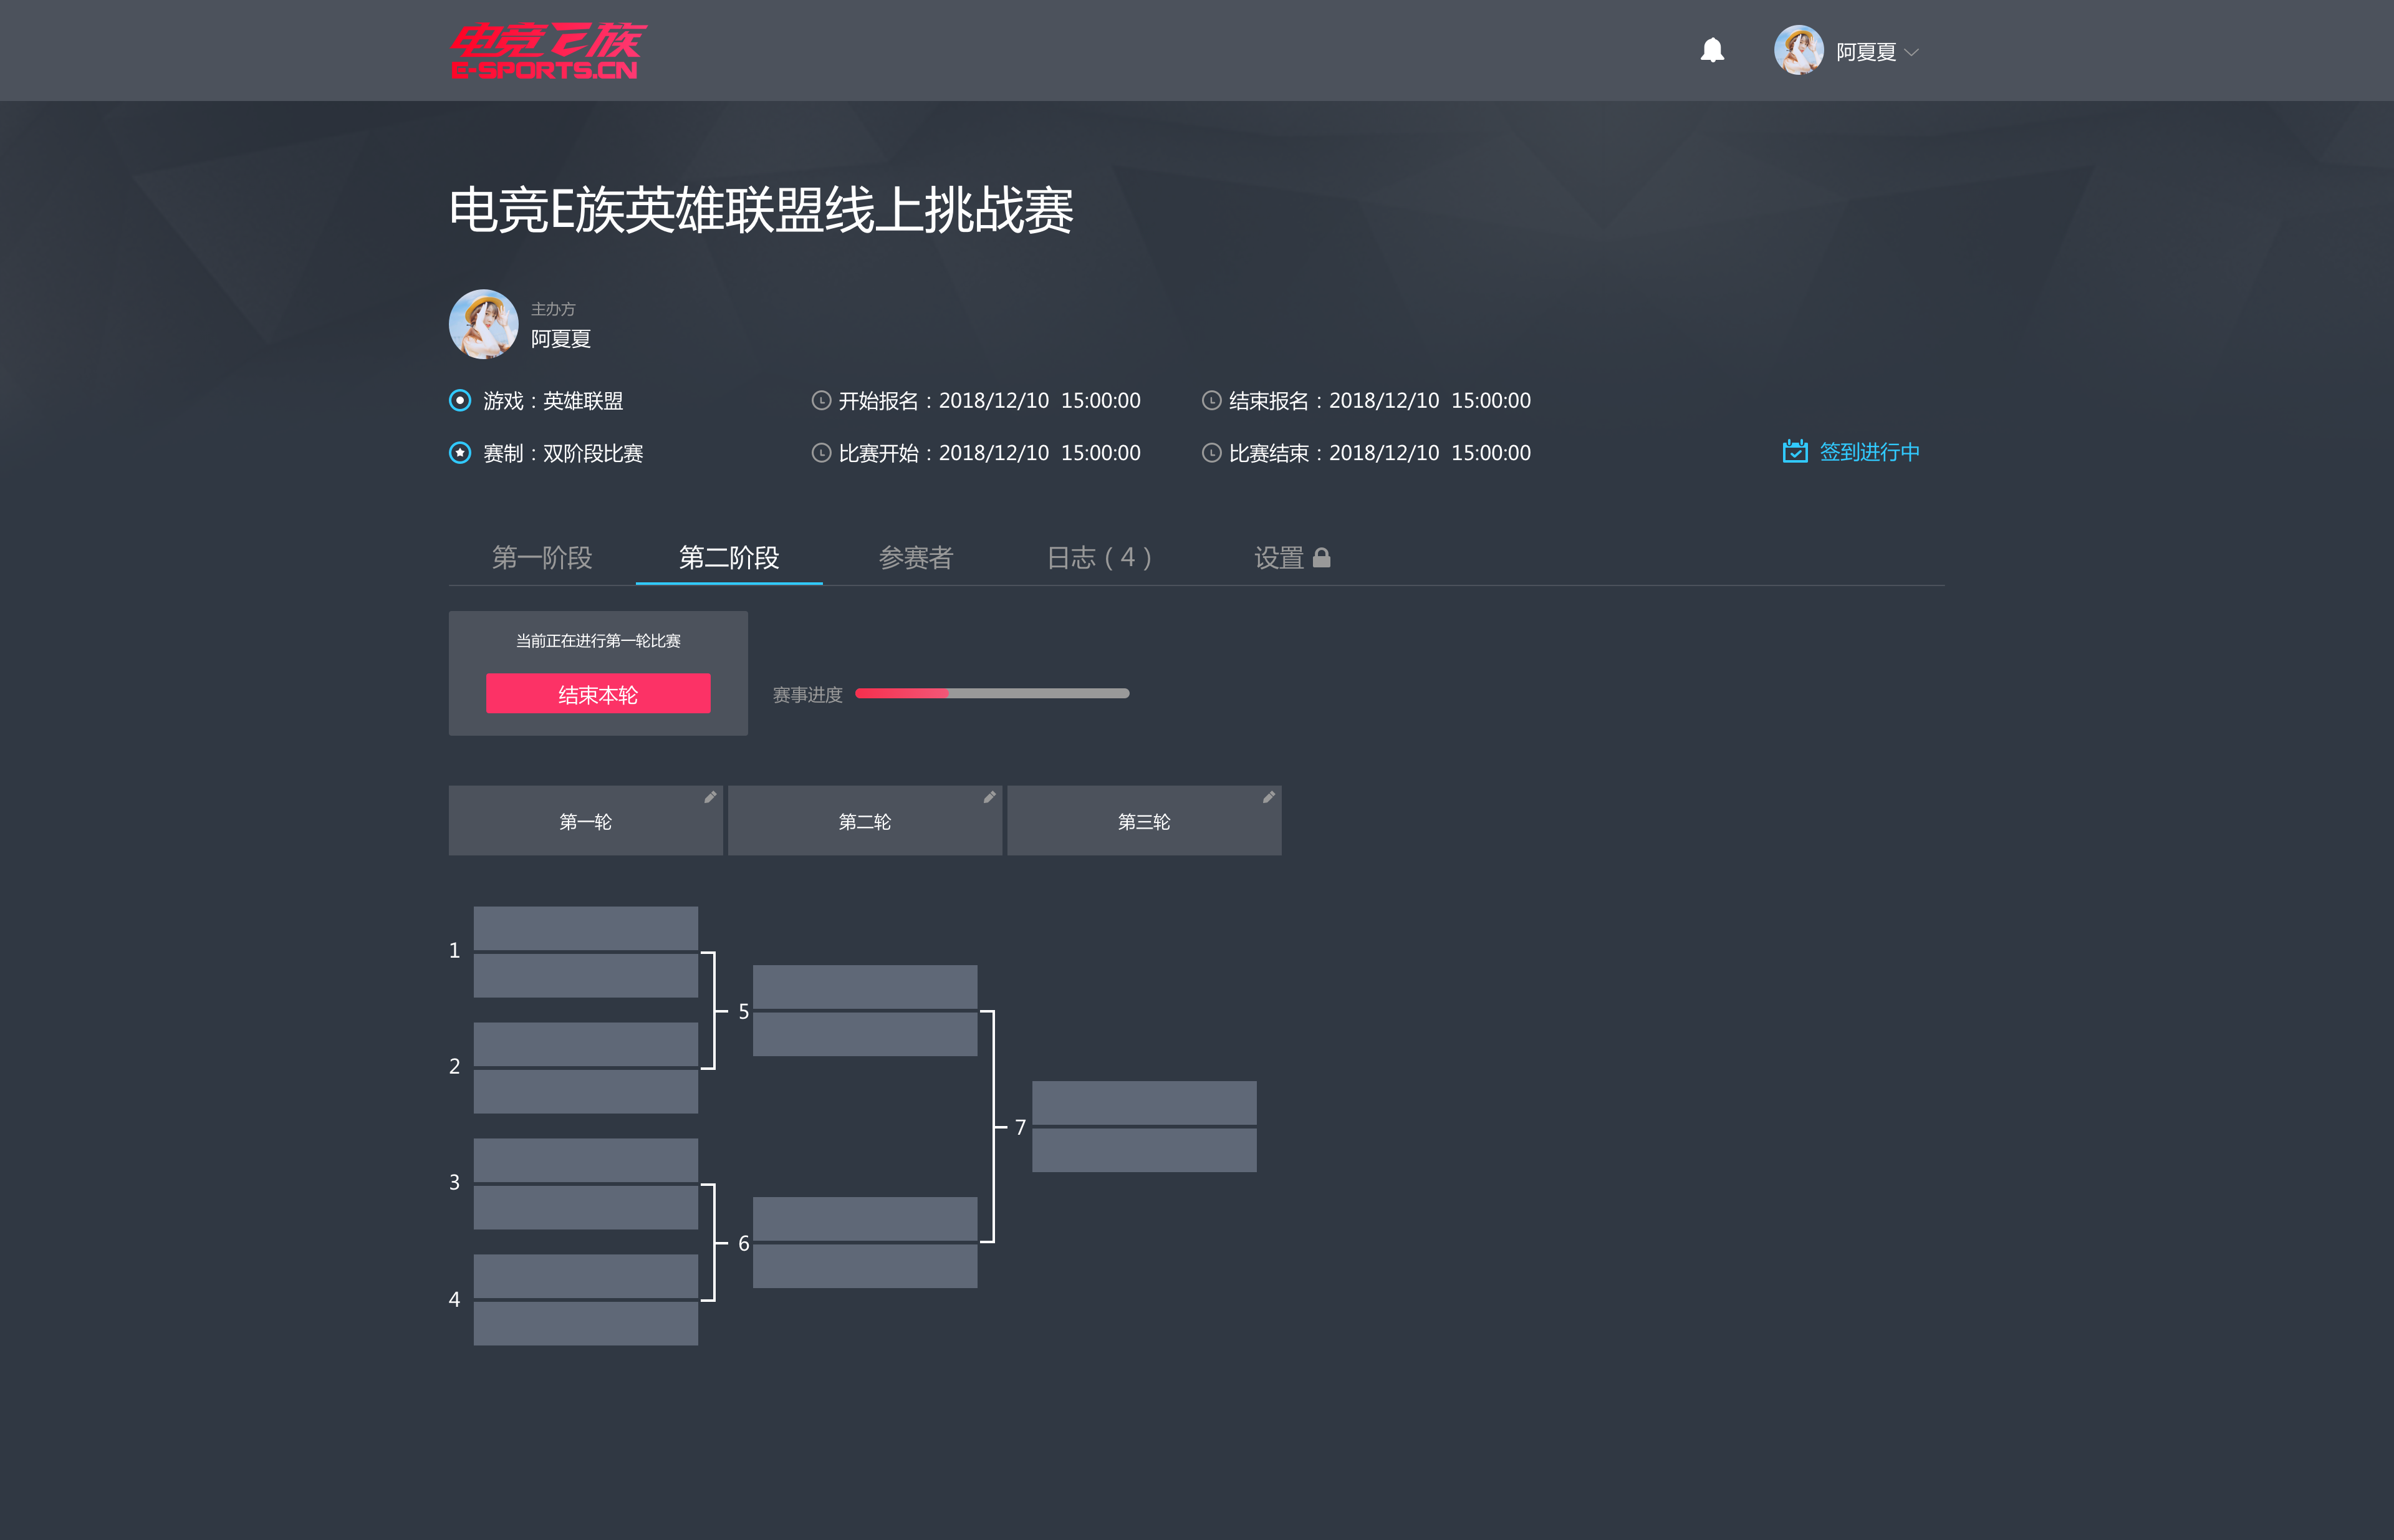 电竞E族
E-SPORTS.CN
阿夏夏
电竞E族英雄联盟线上挑战赛
主办方
阿夏夏
游戏：英雄联盟
开始报名：2018/12/10 15:00:00
结束报名：2018/12/10 15:00:00
赛制：双阶段比赛
比赛开始：2018/12/10 15:00:00
比赛结束：2018/12/10 15:00:00
签到进行中
第一阶段
第二阶段
参赛者
日志（4）
设置
当前正在进行第一轮比赛
结束本轮
赛事进度
第一轮
第二轮
第三轮
1
5
2
7
3
6
4